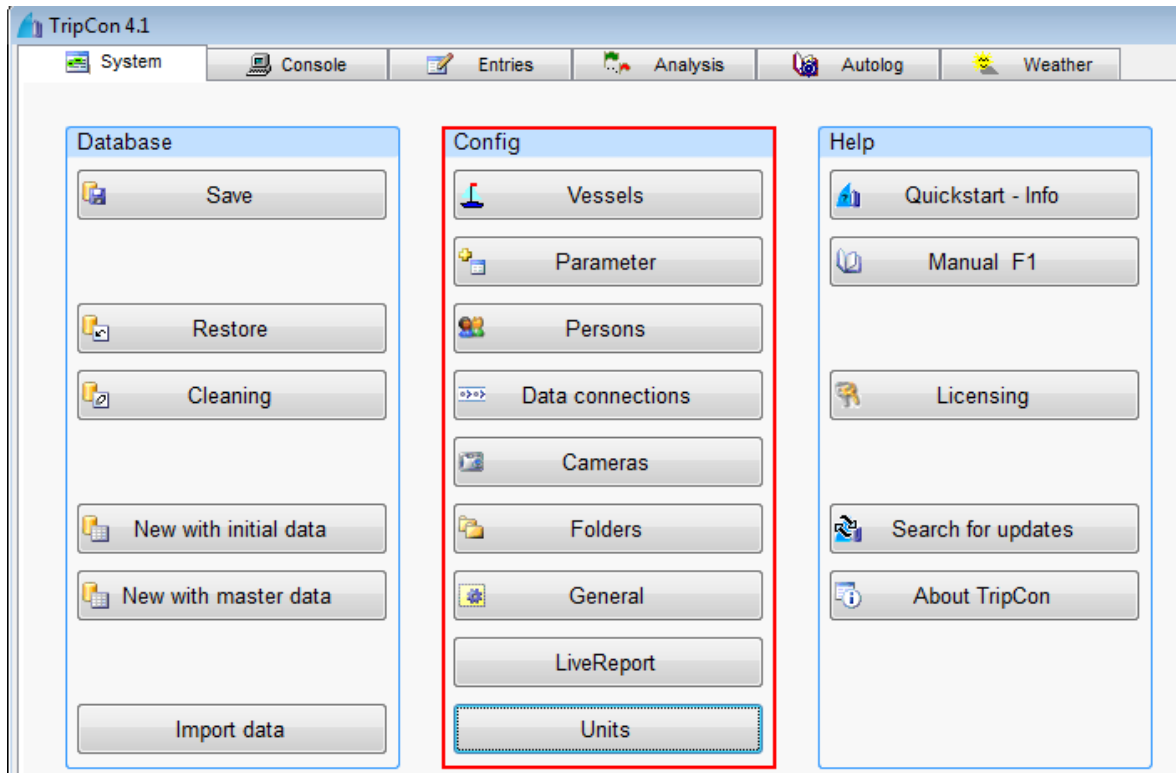 TripCon 4.1
System
Console
Entries
Analysis
Autolog
Weather
Database
Save
Restore
Cleaning
New with initial data
New with master data
Import data
Config
Vessels
Parameter
Persons
Data connections
Cameras
Folders
General
LiveReport
Units
Help
Quickstart - Info
Manual F1
Licensing
Search for updates
About TripCon